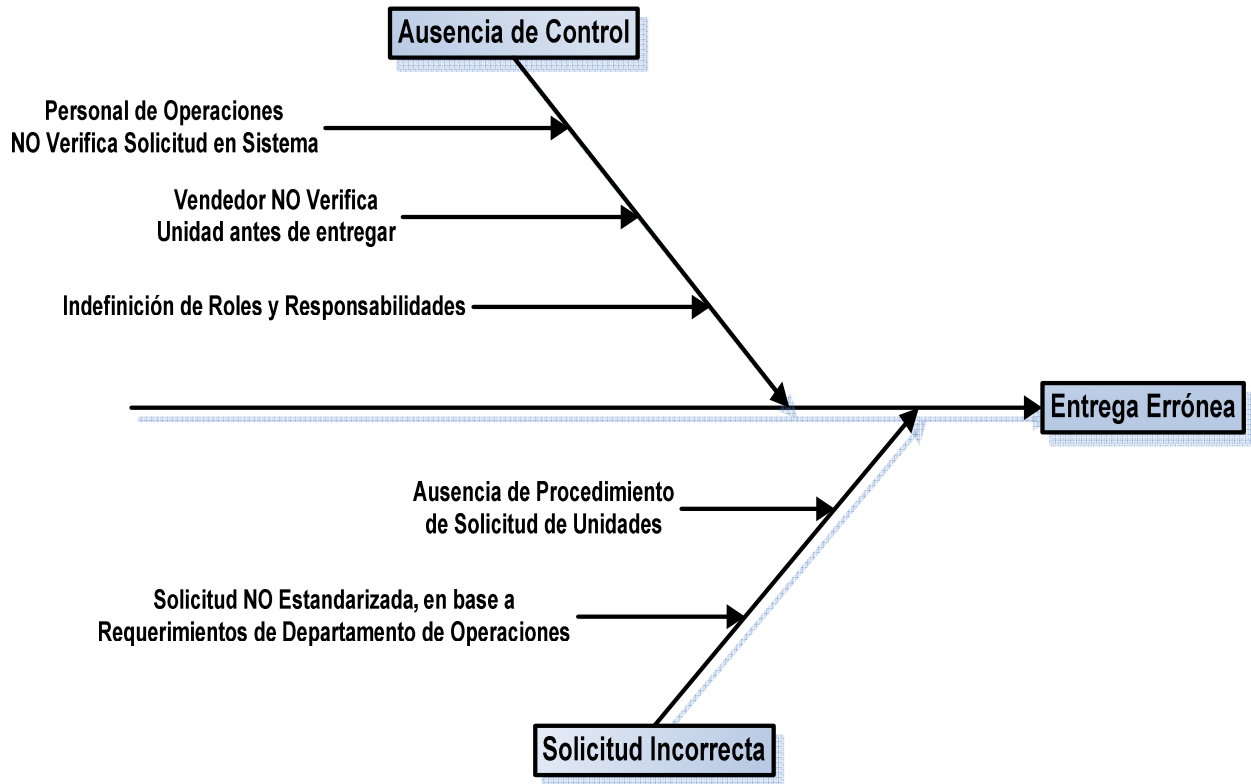 Ausencia de Control
Personal de Operaciones
NO Verifica Solicitud en Sistema
Vendedor NO Verifica
Unidad antes de entregar
Indefinición de Roles y Responsabilidades
Entrega Errónea
Ausencia de Procedimiento
de Solicitud de Unidades
Solicitud NO Estandarizada, en base a
Requerimientos de Departamento de Operaciones
Solicitud Incorrecta